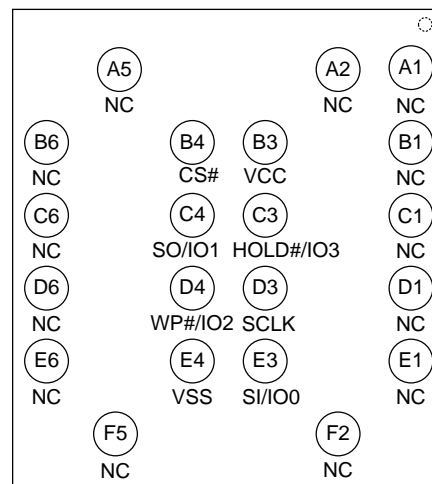 A5 A2 A1
NC NC NC
B6 B4 B3 B1
NC CS# VCC NC
C6 C4 C3 C1
NC SO/IO1 HOLD#/IO3 NC
D6 D4 D3 D1
NC WP#/IO2 SCLK NC
E6 E4 E3 E1
NC VSS SI/IO0 NC
F5 F2
NC NC